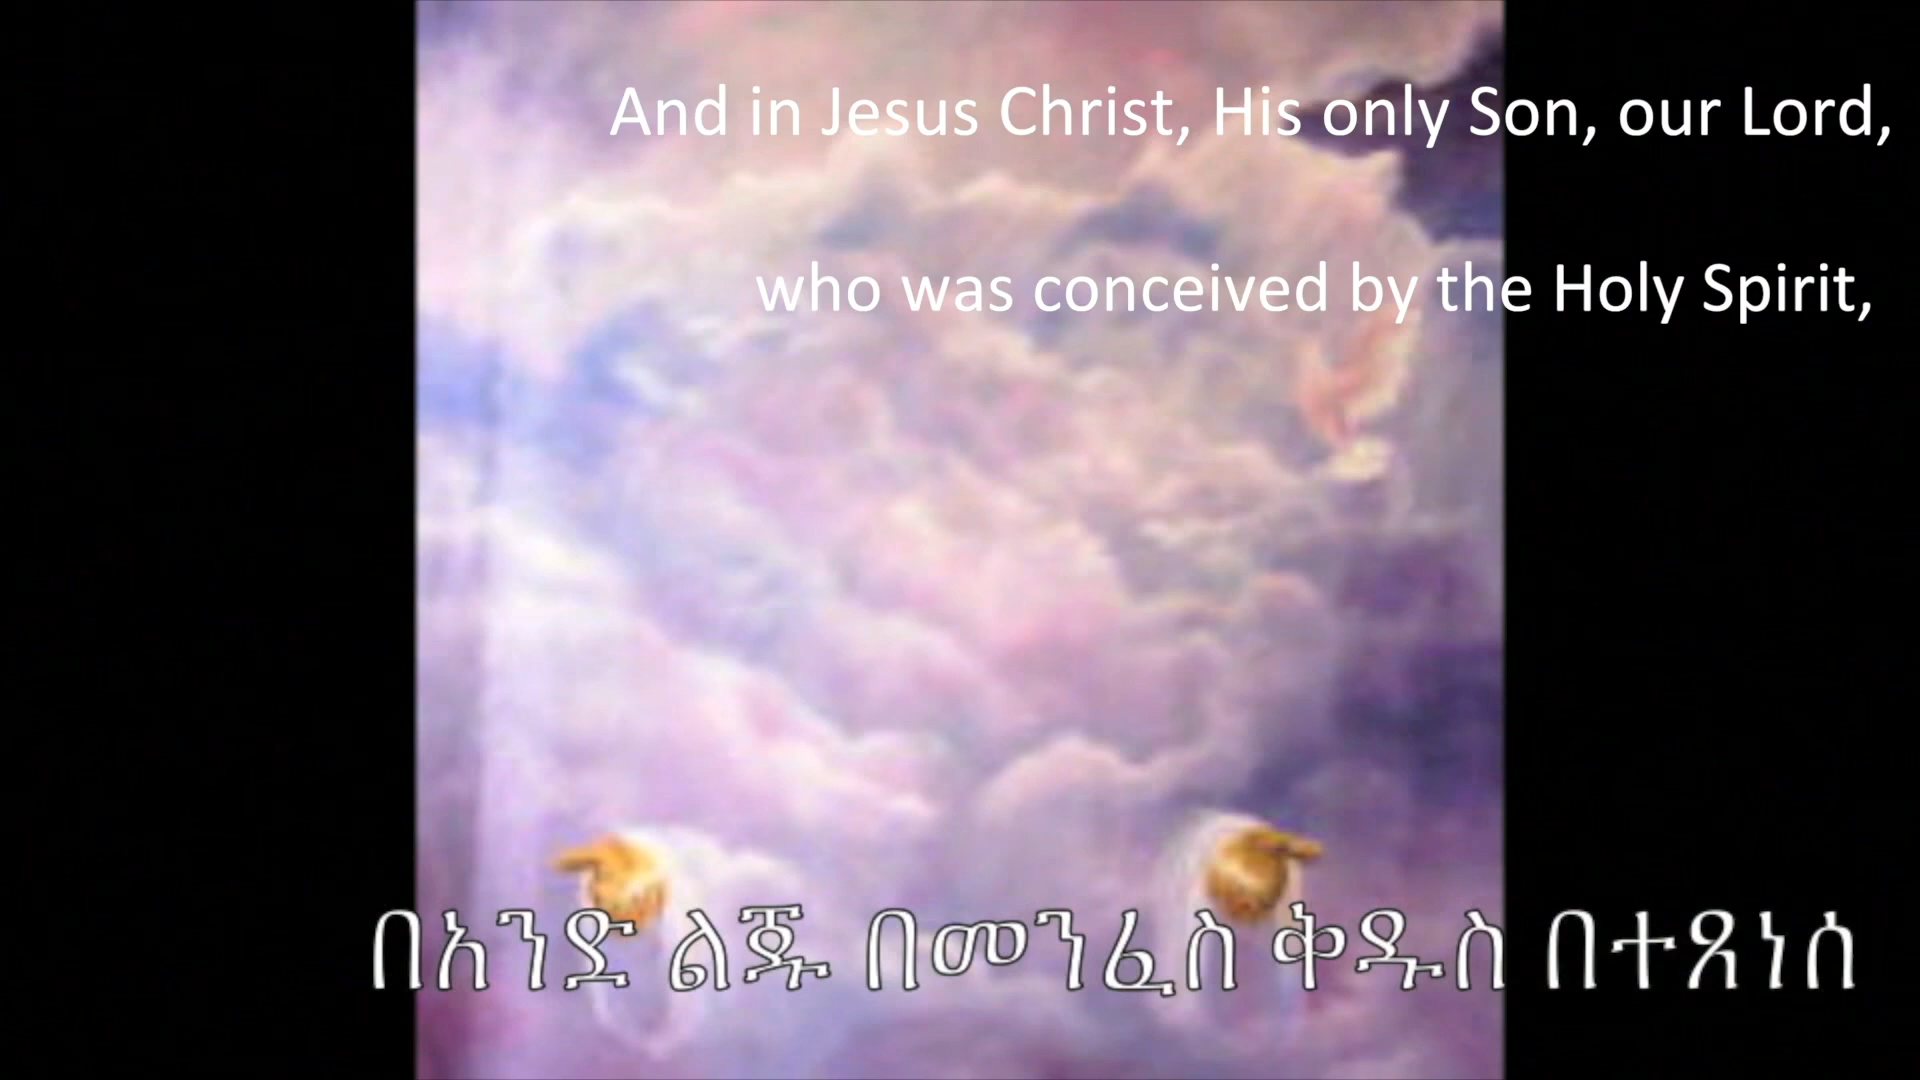 And in Jesus Christ, His only Son, our Lord,
who was conceived by the Holy Spirit,
በአንድ ልጁ በመንፈስ ቅዱስ በተጸነሰ